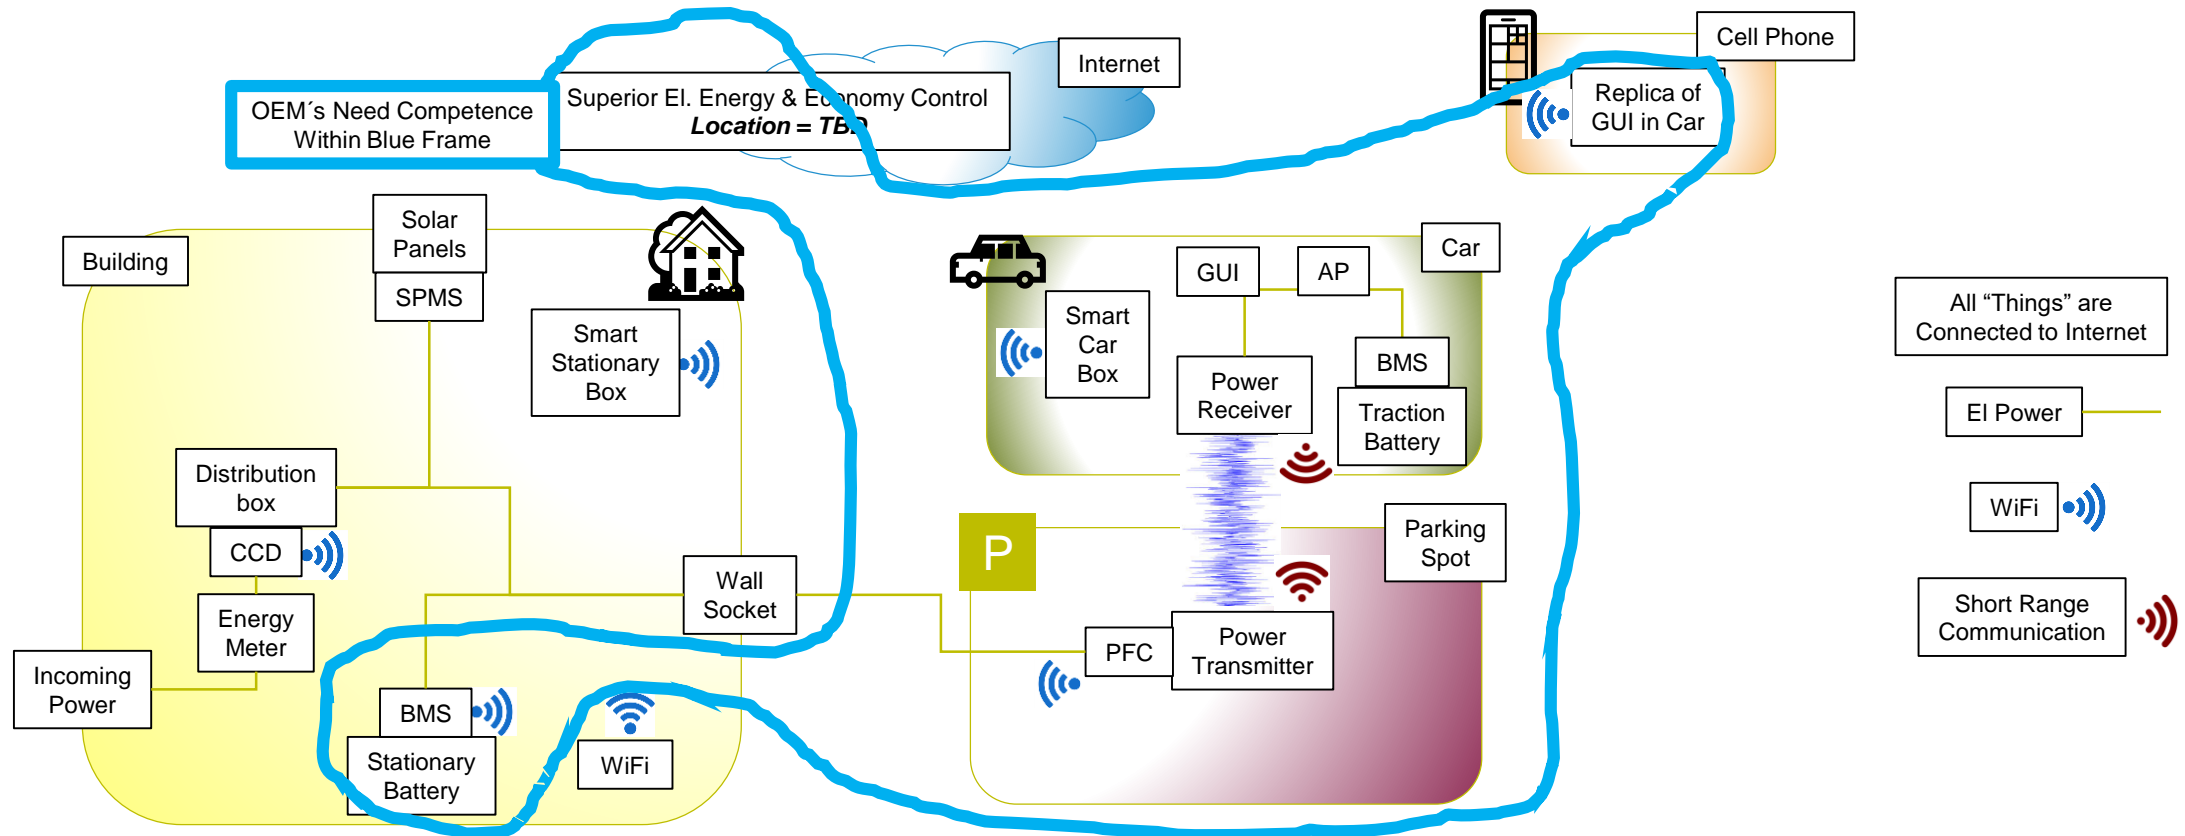 OEM´s Need Competence
Within Blue Frame
Superior El. Energy & Economy Control
Location = TBD
Internet
Cell Phone
Replica of
GUI in Car
Building
Solar
Panels
SPMS
Smart
Stationary
Box
Distribution
box
CCD
Energy
Meter
Incoming
Power
BMS
Stationary
Battery
WiFi
Wall
Socket
Car
GUI
AP
Smart
Car
Box
Power
Receiver
BMS
Traction
Battery
P
Parking
Spot
PFC
Power
Transmitter
All “Things” are
Connected to Internet
El Power
WiFi
Short Range
Communication